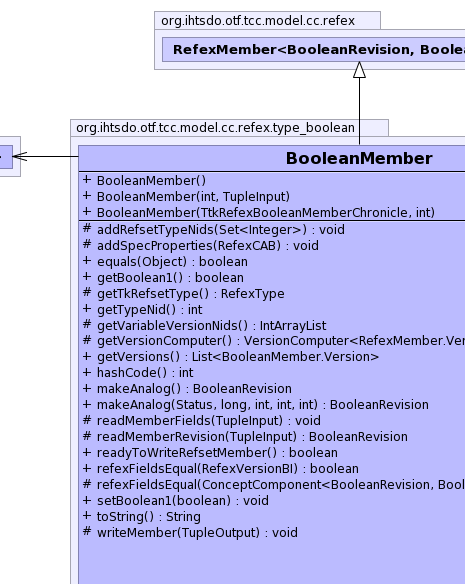 org.ihtsdo.otf.tcc.model.cc.refex
RefexMember<BooleanRevision,
org.ihtsdo.otf.tcc.model.cc.refex.type_boolean
BooleanMember
+ BooleanMember()
+ BooleanMember(int, TupleInput)
+ BooleanMember(TtkRefexBooleanMemberChronicle, int)
# addRefsetTypeNids(Set<Integer>) : void
# addSpecProperties(RefexCAB) : void
+ equals(Object) : boolean
+ getBoolean1() : boolean
# getTkRefsetType() : RefexType
+ getTypeNid() : int
# getVariableVersionNids() : IntArrayList
# getVersionComputer() : VersionComputer<RefexMember.Ver
+ getVersions() : List<BooleanMember.Version>
+ hashCode() : int
+ makeAnalog() : BooleanRevision
+ makeAnalog(Status, long, int, int, int) : BooleanRevision
# readMemberFields(TupleInput) : void
# readMemberRevision(TupleInput) : BooleanRevision
+ readyToWriteRefsetMember() : boolean
+ refexFieldsEqual(RefexVersionBI) : boolean
# refexFieldsEqual(ConceptComponent<BooleanRevision, Bool
+ setBoolean1(boolean) : void
+ toString() : String
# writeMember(TupleOutput) : void